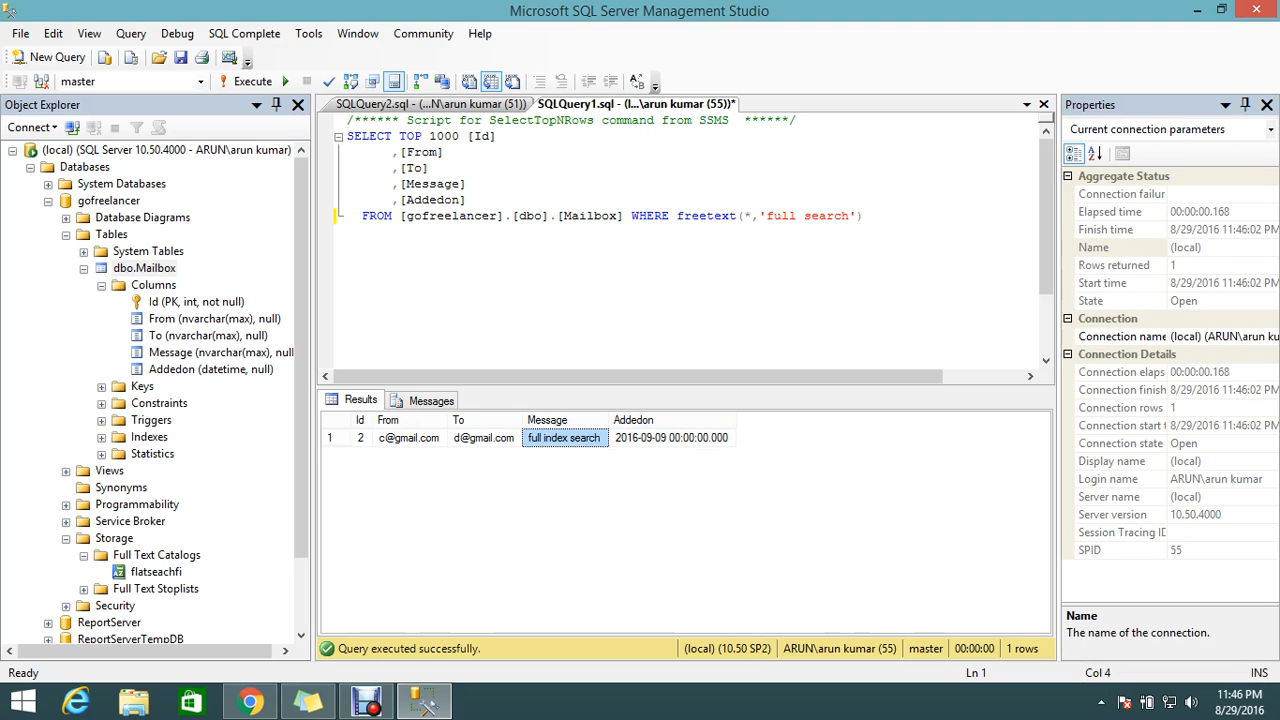 Microsoft SQL Server Management Studio
File Edit View Query Debug SQL Complete Tools Window Community Help
New Query
master Execute
Object Explorer
Connect
(local) (SQL Server 10.50.4000 - ARUN\arun kumar)
Databases
System Databases
gofreelancer
Database Diagrams
Tables
System Tables
dbo.Mailbox
Columns
Id (PK, int, not null)
From (nvarchar(max), null)
To (nvarchar(max), null)
Message (nvarchar(max), null
Addedon (datetime, null)
Keys
Constraints
Triggers
Indexes
Statistics
Views
Synonyms
Programmability
Service Broker
Storage
Full Text Catalogs
flatseachfi
Full Text Stoplists
Security
ReportServer
ReportServerTempDB
SQLQuery2.sql - (...N\arun kumar (51)) SQLQuery1.sql - (l...\arun kumar (55))*
/****** Script for SelectTopNRows command from SSMS ******/
SELECT TOP 1000 [Id]
,[From]
,[To]
,[Message]
,[Addedon]
FROM [gofreelancer].[dbo].[Mailbox] WHERE freetext(*,'full search')
Results Messages
Id From To Message Addedon
1 2 c@gmail.com d@gmail.com full index search 2016-09-09 00:00:00.000
Query executed successfully. (local) (10.50 SP2) ARUN\arun kumar (55) master 00:00:00 1 rows
Properties
Current connection parameters
Aggregate Status
Connection failur
Elapsed time 00:00:00.168
Finish time 8/29/2016 11:46:02 PM
Name (local)
Rows returned 1
Start time 8/29/2016 11:46:02 PM
State Open
Connection
Connection name (local) (ARUN\arun ku
Connection Details
Connection elaps 00:00:00.168
Connection finish 8/29/2016 11:46:02 PM
Connection rows 1
Connection start t 8/29/2016 11:46:02 PM
Connection state Open
Display name (local)
Login name ARUN\arun kumar
Server name (local)
Server version 10.50.4000
Session Tracing ID
SPID 55
Name
The name of the connection.
Ready Ln 1 Col 4 INS
11:46 PM
8/29/2016